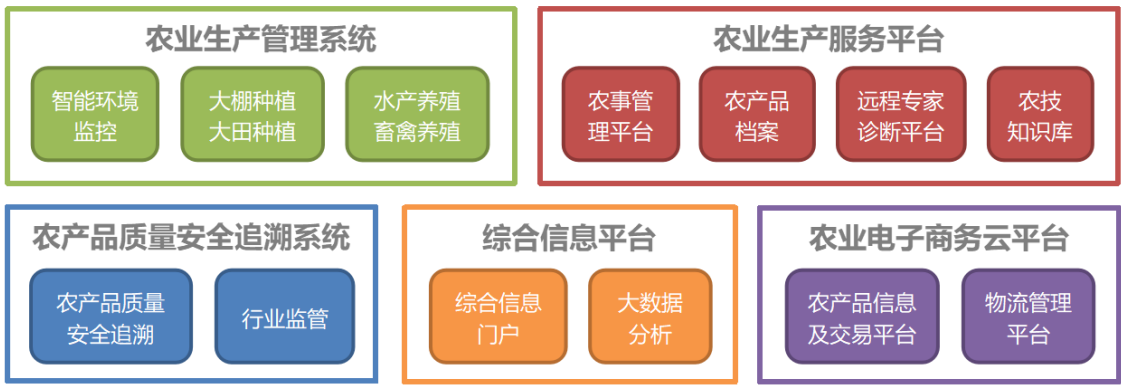 农业生产管理系统
智能环境
监控
大棚种植
大田种植
水产养殖
畜禽养殖
农业生产服务平台
农事管
理平台
农产品
档案
远程专家
诊断平台
农技
知识库
农产品质量安全追溯系统
农产品质量
安全追溯
行业监管
综合信息平台
综合信息
门户
大数据
分析
农业电子商务云平台
农产品信息
及交易平台
物流管理
平台